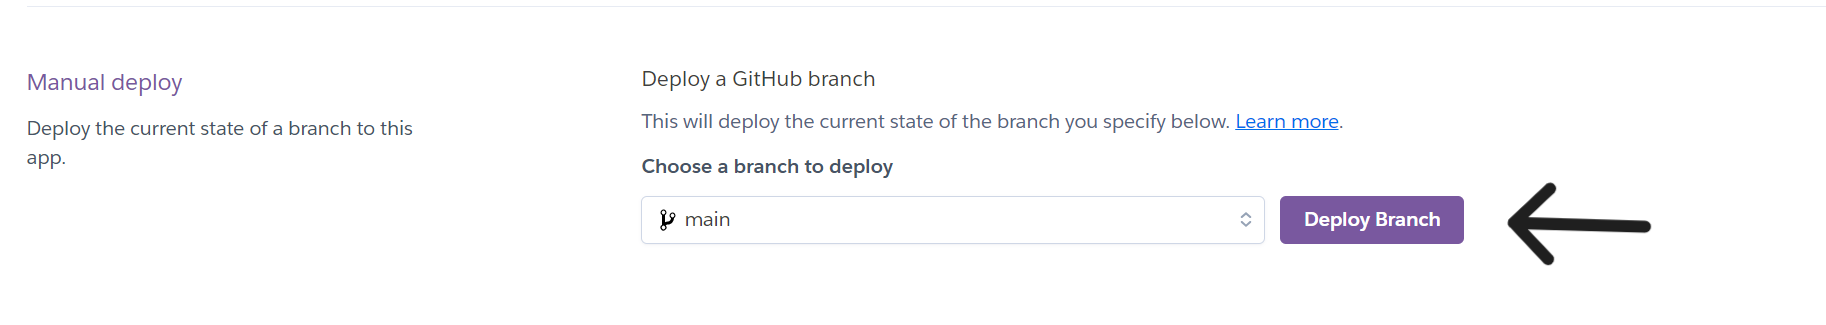 Manual deploy
Deploy the current state of a branch to this
app.
Deploy a GitHub branch
This will deploy the current state of the branch you specify below. Learn more.
Choose a branch to deploy
main
Deploy Branch